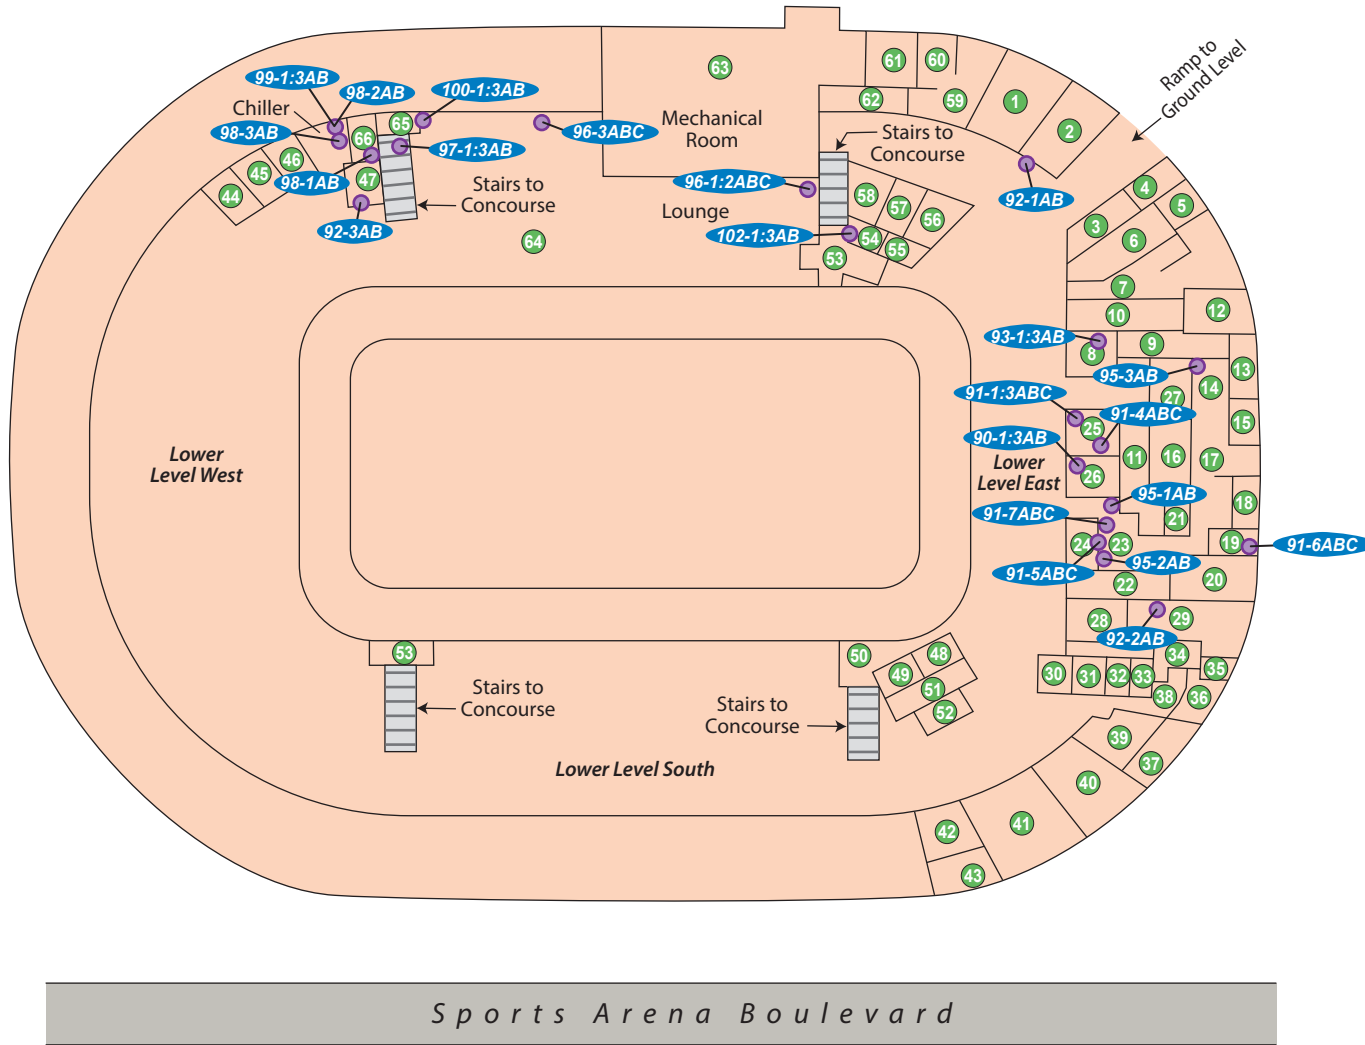 63
61
60
Ramp to
Ground Level
99-1:3AB
98-2AB
100-1:3AB
62
59
1
Chiller
98-3AB
66
65
96-3ABC
Mechanical
Room
Stairs to
Concourse
2
97-1:3AB
46
45
44
98-1AB
47
Stairs to
Concourse
92-3AB
96-1:2ABC
58
57
56
92-1AB
4
5
Lounge
102-1:3AB
54
55
53
64
3
6
7
10
12
93-1:3AB
8
9
95-3AB
13
14
27
91-1:3ABC
91-4ABC
25
15
90-1:3AB
Lower
Level West
Lower
Level East
11
16
17
26
95-1AB
18
91-7ABC
21
24
23
19
91-6ABC
91-5ABC
95-2AB
22
20
28
29
92-2AB
34
35
53
50
48
49
51
52
30
31
32
33
38
36
Stairs to
Concourse
Stairs to
Concourse
39
37
Lower Level South
40
41
42
43
Sports Arena Boulevard